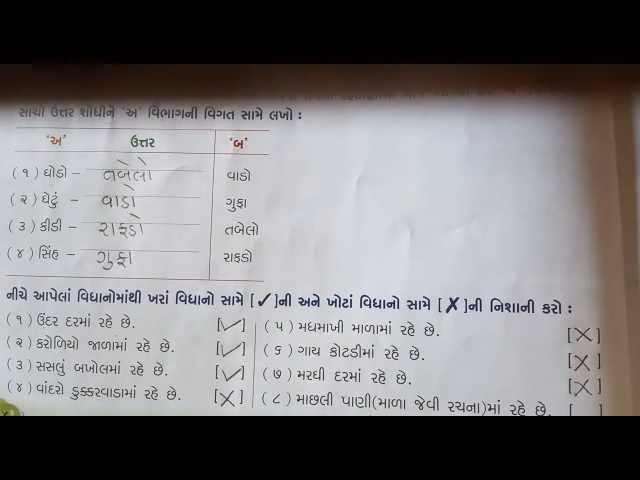 સાચો ઉત્તર શોધીને 'અ' વિભાગની વિગત સામે લખો :
'અ' ઉત્તર 'બ'
(૧) ઘોડો – તબેલો વાડો
(૨) ઘેટું – વાડો ગુફા
(૩) કીડી – રાફડો તબેલો
(૪) સિંહ – ગુફા રાફડો
નીચે આપેલાં વિધાનોમાંથી ખરાં વિધાનો સામે [✓]ની અને ખોટાં વિધાનો સામે [✗]ની નિશાની કરો :
(૧) ઉંદર દરમાં રહે છે. [✓]
(૨) કરોળિયો જાળામાં રહે છે. [✓]
(૩) સસલું બખોલમાં રહે છે. [✓]
(૪) વાંદરો ડુક્કરવાડામાં રહે છે. [✗]
(૫) મધમાખી માળામાં રહે છે. [✗]
(૬) ગાય કોટડીમાં રહે છે. [✗]
(૭) મરઘી દરમાં રહે છે. [✗]
(૮) માછલી પાણી(માળા જેવી રચના)માં રહે છે. [ ]